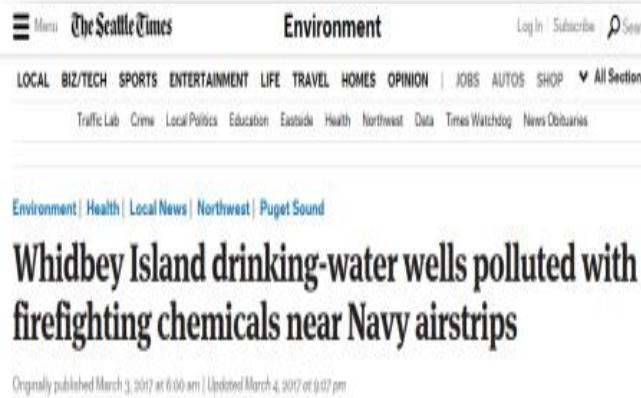 Menu The Seattle Times Environment Log In | Subscribe
LOCAL BIZ/TECH SPORTS ENTERTAINMENT LIFE TRAVEL HOMES OPINION | JOBS AUTOS SHOP All Section
Traffic Lab Crime Local Politics Education Eastside Health Northwest Data Times Watchdog News Obituaries
Environment | Health | Local News | Northwest | Puget Sound
Whidbey Island drinking-water wells polluted with
firefighting chemicals near Navy airstrips
Originally published March 3, 2017 at 6:00 am | Updated March 4, 2017 at 9:07 pm